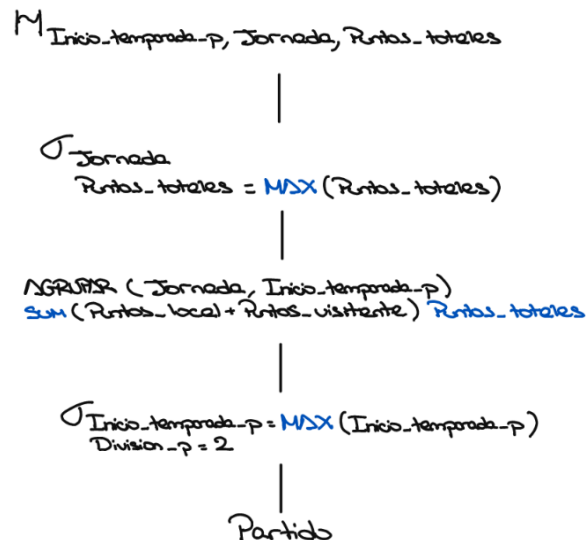 Π Inicio_temporada_p, Jornada, Puntos_totales
σ Jornada
Puntos_totales = MAX (Puntos_totales)
AGRUPAR (Jornada, Inicio_temporada_p)
SUM (Puntos_local + Puntos_visitante) Puntos_totales
σ Inicio_temporada_p = MAX (Inicio_temporada_p)
Division_p = 2
Partido